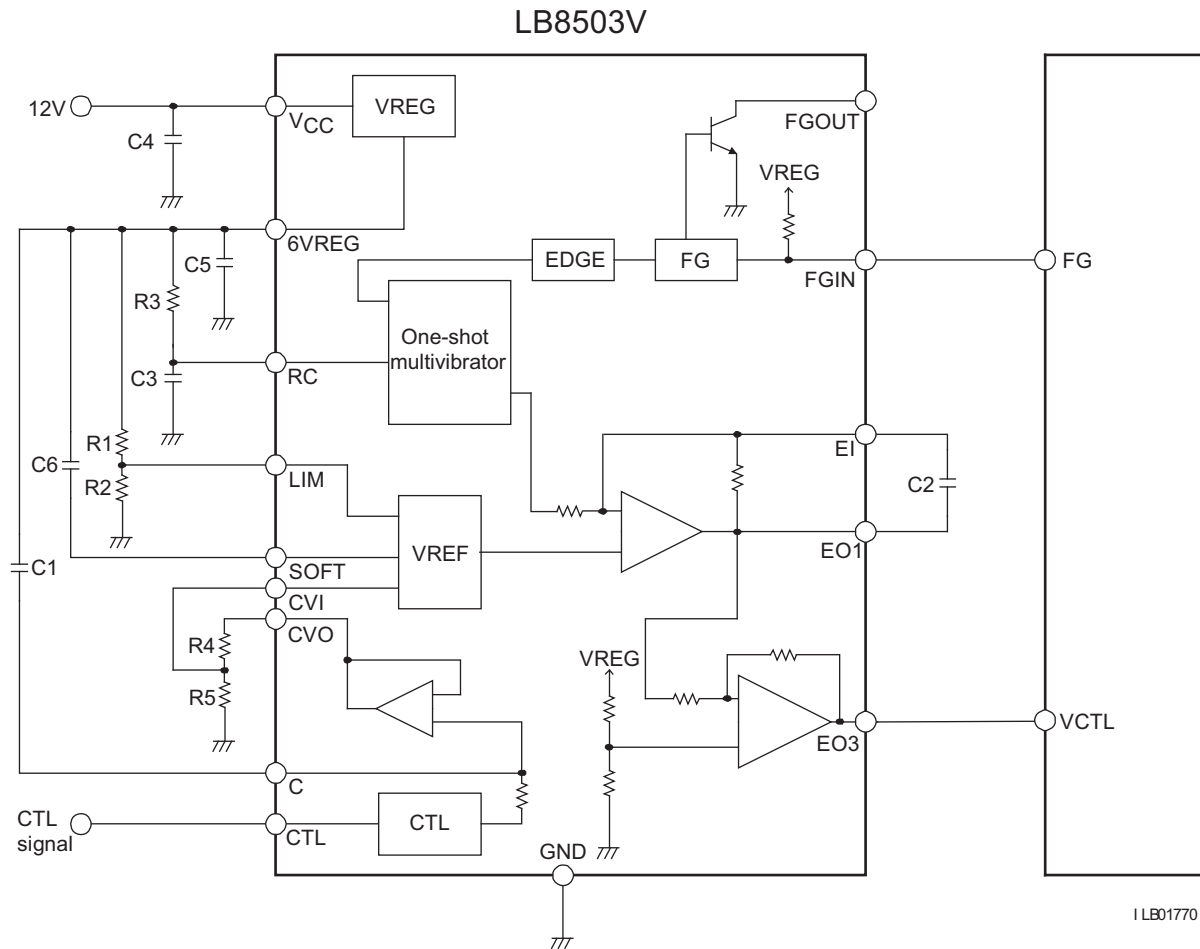 LB8503V
12V
C4
VCC
VREG
FGOUT
VREG
6VREG
C5
EDGE
FG
FGIN
FG
R3
One-shot
multivibrator
C3
RC
R1
EI
C6
R2
LIM
C2
VREF
EO1
C1
SOFT
CVI
CVO
R4
VREG
R5
EO3
VCTL
C
CTL
signal
CTL
CTL
GND
ILB01770